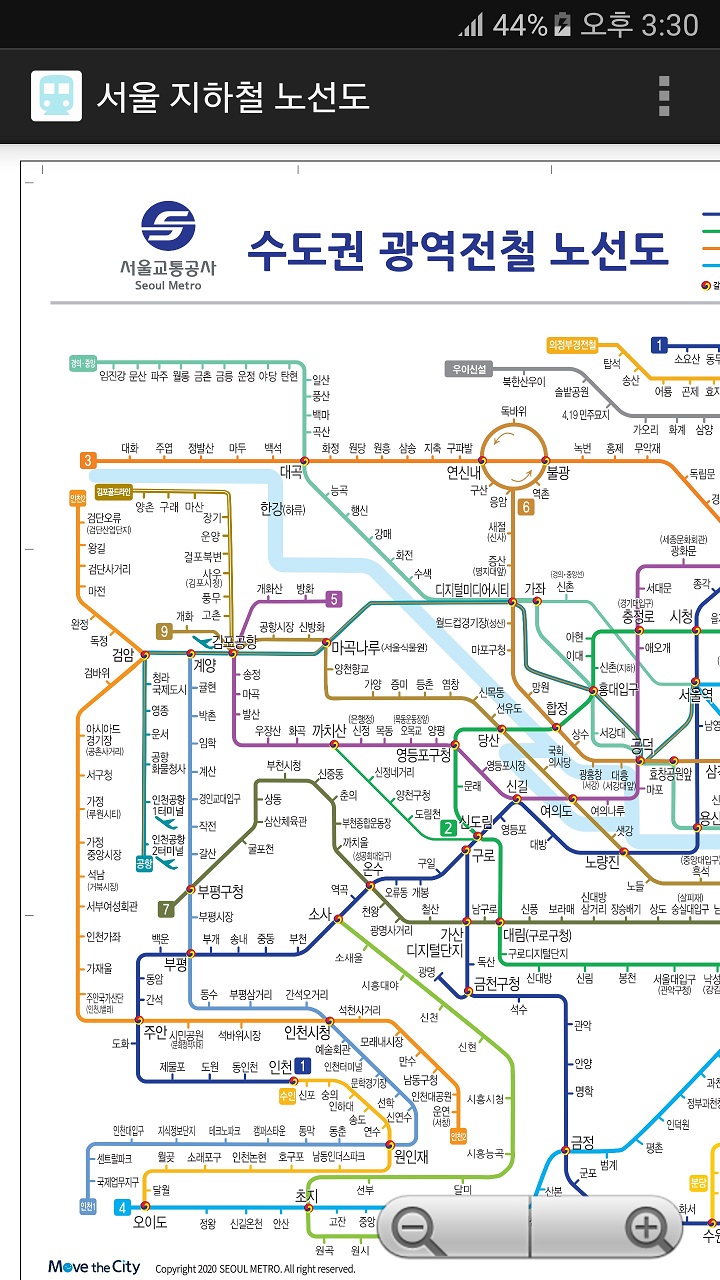 44% 오후 3:30
서울 지하철 노선도
서울교통공사
Seoul Metro
수도권 광역전철 노선도
의정부경전철
1
소요산
탑석
송산
어룡 곤제
우이신설
북한산우이
솔밭공원
4.19 민주묘지
가오리 화계 삼양
경의·중앙
임진강 문산 파주 월롱 금촌 금릉 운정 야당 탄현
일산
풍산
백마
곡산
3
대화 주엽 정발산 마두 백석
대곡
화정 원당 원흥 삼송 지축 구파발
연신내
독바위
불광
구산
응암
역촌
6
녹번 홍제 무악재
독립문
인천2
검단오류
(검단산업단지)
왕길
검단사거리
마전
완정
독정
검암
검바위
김포골드라인
양촌 구래 마산
장기
운양
걸포북변
사우
(김포시청)
풍무
고촌
한강(하류)
능곡
행신
강매
화전
수색
새절
(신사)
증산
(명지대앞)
디지털미디어시티
가좌
(경의·중앙선)
신촌
(세종문화회관)
광화문
서대문
(경기대입구)
충정로
시청
종각
애오개
아현
이대
신촌(지하)
홍대입구
서울역
개화산 방화
5
9
개화
김포공항
공항시장 신방화
마곡나루(서울식물원)
양천향교
가양 증미 등촌 염창
신목동
선유도
월드컵경기장(성산)
마포구청
망원
합정
상수
서강대
공덕
효창공원앞
광흥창
(서강)
대흥
(서강대앞)
마포
계양
귤현
박촌
임학
계산
경인교대입구
작전
갈산
부평구청
부평시장
송정
마곡
발산
우장산 화곡
까치산
(은행정)
신정
목동
(목동운동장앞)
오목교
양평
영등포구청
당산
국회
의사당
영등포시장
신길
여의도
여의나루
샛강
노량진
노들
(중앙대입구)
흑석
청라
국제도시
영종
운서
공항
화물청사
인천공항
1터미널
인천공항
2터미널
공항
아시아드
경기장
(공촌사거리)
서구청
가정
(루원시티)
가정
중앙시장
석남
(거북시장)
서부여성회관
인천가좌
가재울
주안국가산단
(인천J밸리)
신정네거리
양천구청
도림천
문래
2
신도림
영등포
대방
구로
구일
개봉
오류동
온수
(성공회대입구)
까치울
부천종합운동장
춘의
신중동
부천시청
상동
삼산체육관
굴포천
7
역곡
소사
천왕
광명사거리
철산
가산
디지털단지
남구로
대림(구로구청)
구로디지털단지
신풍 보라매
신대방
삼거리
장승배기
상도
(살피재)
숭실대입구
신대방 신림 봉천
서울대입구
(관악구청)
백운
부평
부개 송내 중동 부천
동암
간석
도화
주안
동수 부평삼거리 간석오거리
시민공원
(문화창작지대)
석바위시장
인천시청
석천사거리
모래내시장
만수
남동구청
인천대공원
운연
(서창)
인천2
예술회관
인천터미널
문학경기장
선학
신연수
제물포 도원 동인천 인천
1
수인
신포 숭의
인하대
송도
연수
원인재
소새울
시흥대야
신천
신현
시흥시청
시흥능곡
달미
선부
초지
광명
독산
금천구청
석수
관악
안양
명학
금정
군포
산본
범계
평촌
인덕원
정부과천
화서
분당
인천대입구 지식정보단지 테크노파크 캠퍼스타운 동막 동춘
센트럴파크
국제업무지구
인천1
월곶 소래포구 인천논현 호구포 남동인더스파크
달월
4
오이도
정왕 신길온천 안산
고잔
중앙
원곡 원시
Move the City
Copyright 2020 SEOUL METRO. All right reserved.